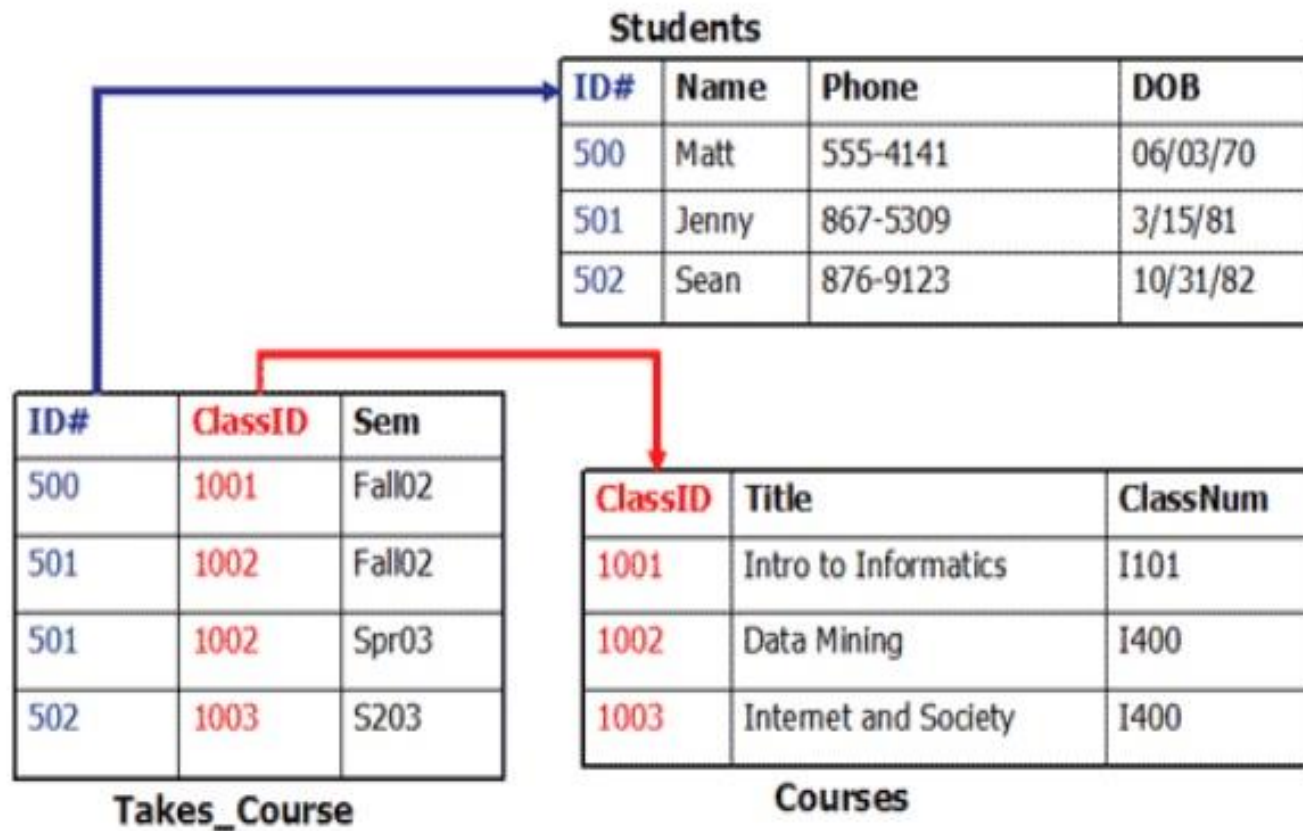 Students
ID# Name Phone DOB
500 Matt 555-4141 06/03/70
501 Jenny 867-5309 3/15/81
502 Sean 876-9123 10/31/82
ID# ClassID Sem
500 1001 Fall02
501 1002 Fall02
501 1002 Spr03
502 1003 S203
Takes_Course
ClassID Title ClassNum
1001 Intro to Informatics I101
1002 Data Mining I400
1003 Internet and Society I400
Courses